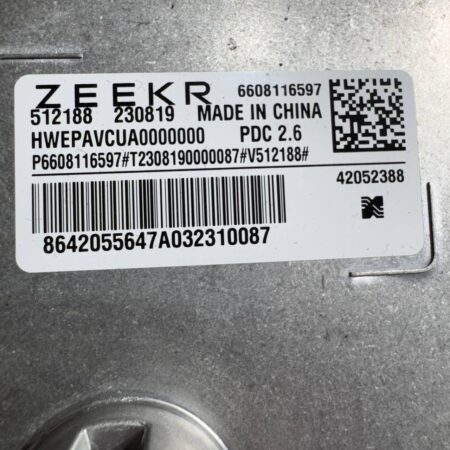 ZEEKR 6608116597
512188 230819 MADE IN CHINA
HWEPAVCUA0000000 PDC 2.6
P6608116597#T2308190000087#V512188#
42052388
8642055647A032310087